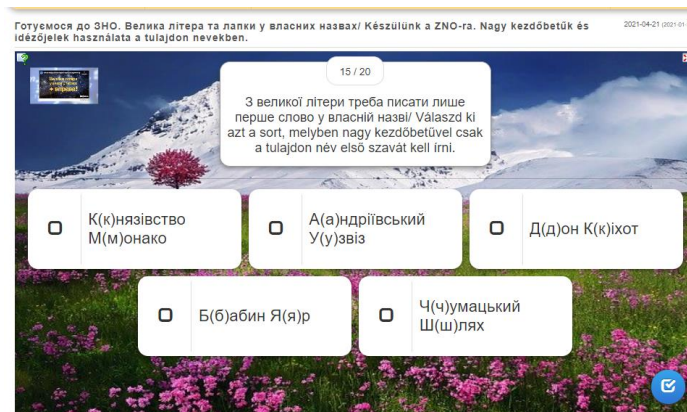 Готуємося до ЗНО. Велика літера та лапки у власних назвах/ Készülünk a ZNO-ra. Nagy kezdőbetűk és
idézőjelek használata a tulajdon nevekben.
2021-04-21
15 / 20
З великої літери треба писати лише
перше слово у власній назві/ Válaszd ki
azt a sort, melyben nagy kezdőbetűvel csak
a tulajdon név első szavát kell írni.
К(к)нязівство
М(м)онако
А(а)ндріївський
У(у)звіз
Д(д)он К(к)іхот
Б(б)абин Я(я)р
Ч(ч)умацький
Ш(ш)лях